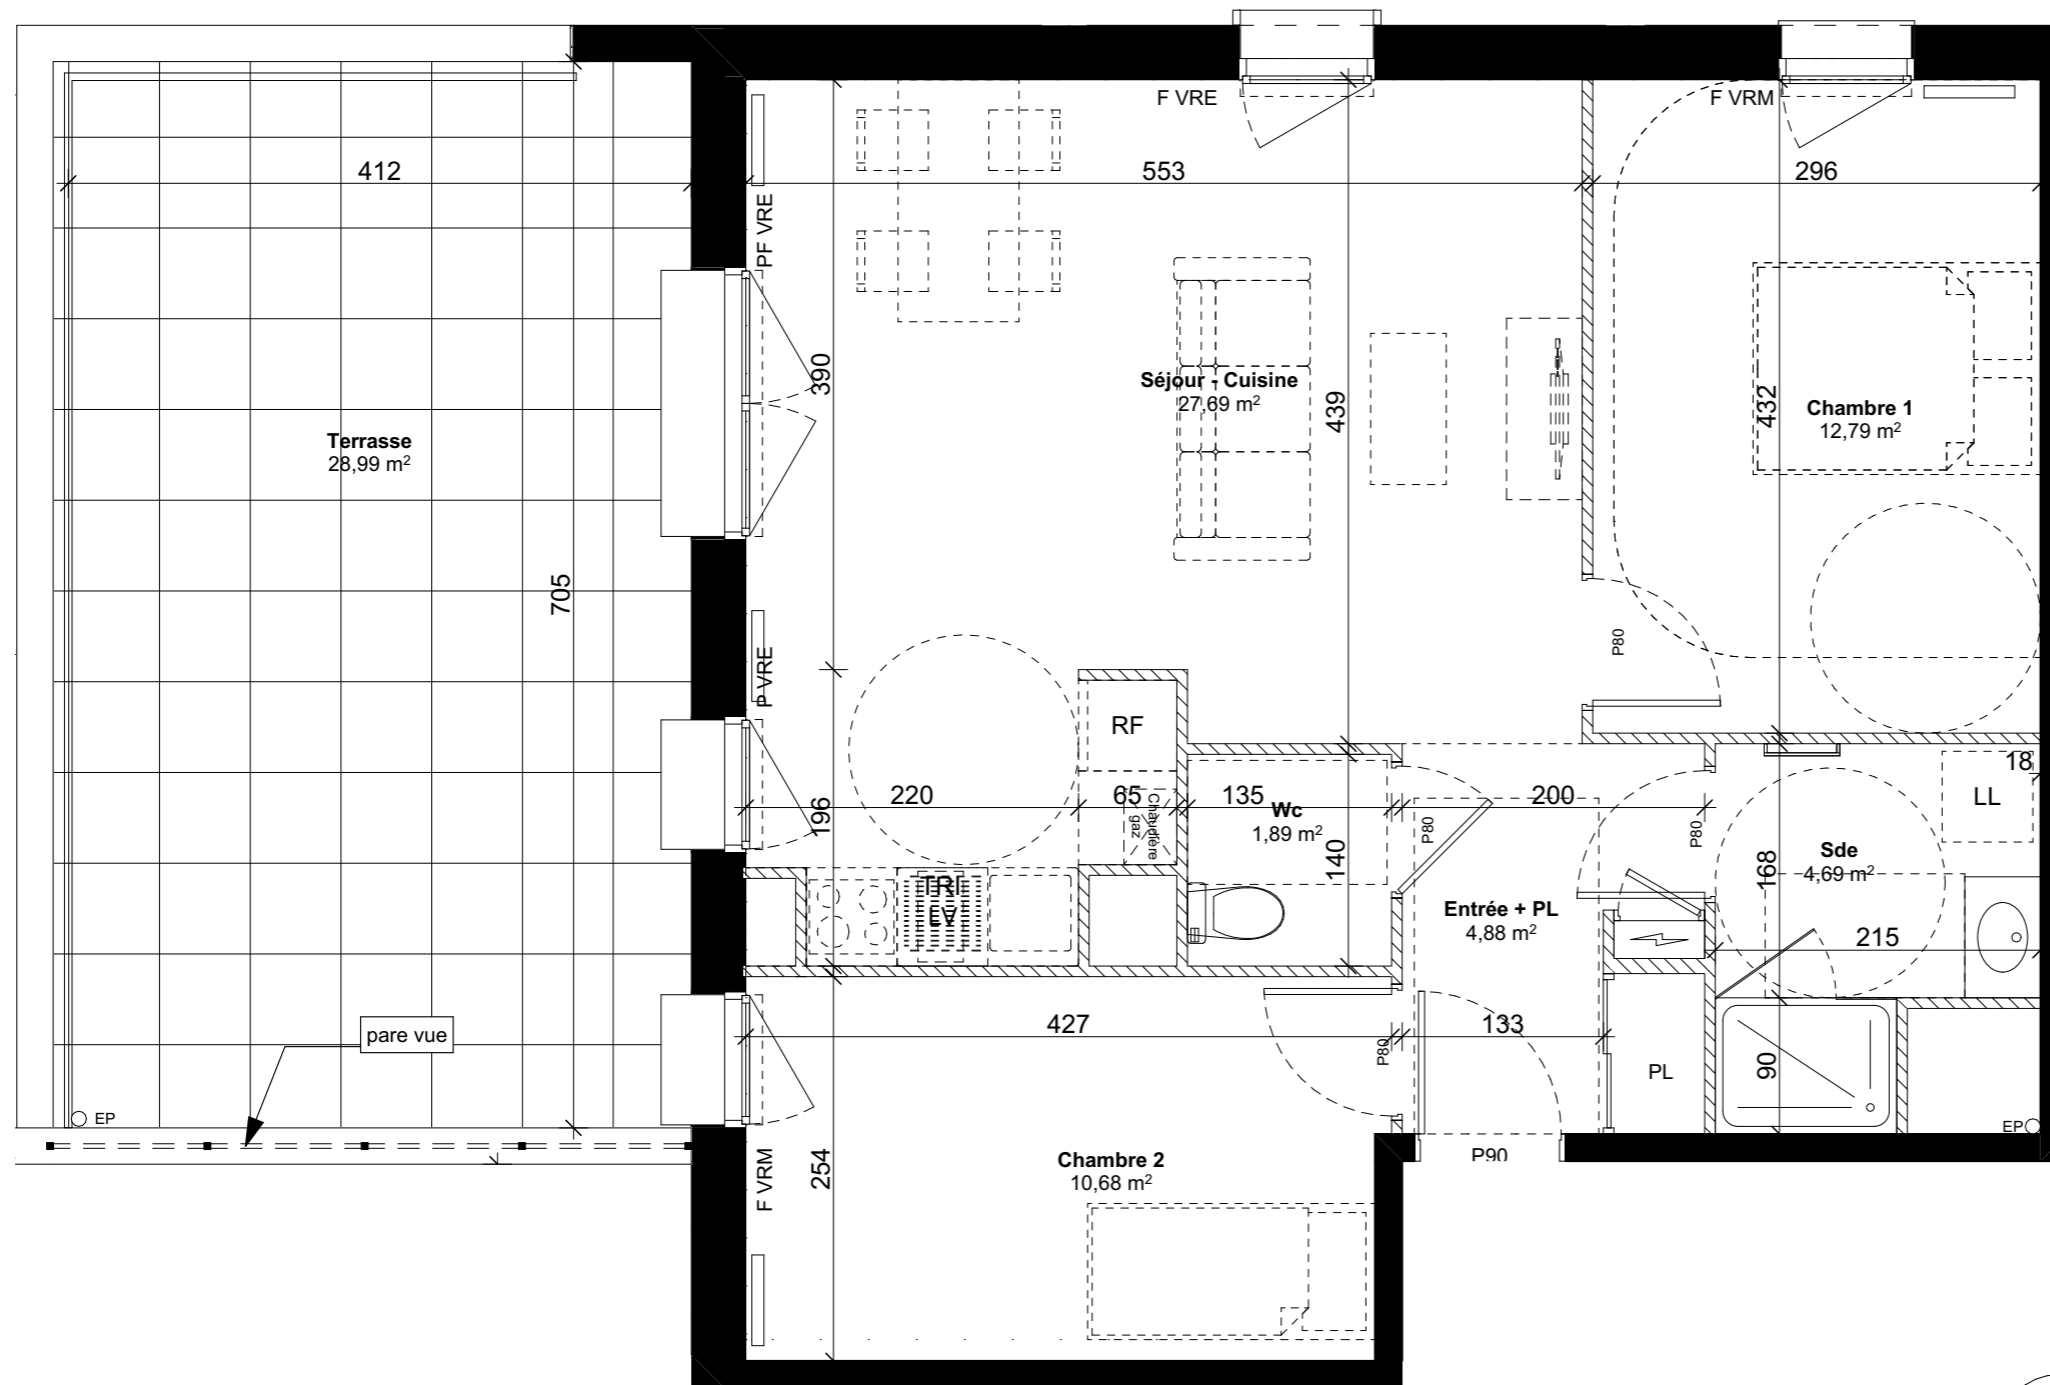 F VRE
F VRM
412
553
296
PF VRE
390
439
432
Séjour - Cuisine
27,69 m²
Chambre 1
12,79 m²
Terrasse
28,99 m²
705
P80
P VRE
RF
18
LL
220
65
135
200
Wc
1,89 m²
Chaudière
gaz
196
140
P80
P80
168
Sde
4,69 m²
TRI
LV
Entrée + PL
4,88 m²
215
pare vue
427
133
P80
PL
90
EP
EP
P90
F VRM
254
Chambre 2
10,68 m²